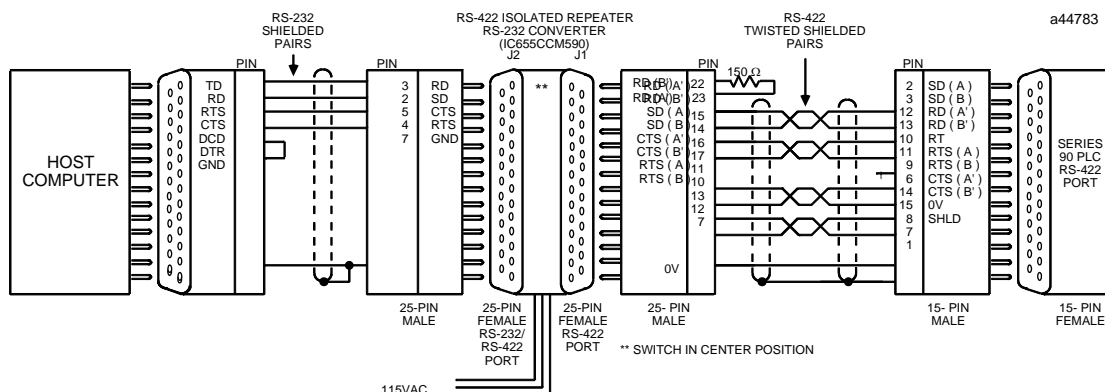 RS-232
SHIELDED
PAIRS
RS-422 ISOLATED REPEATER
RS-232 CONVERTER
(IC655CCM590)
J2
J1
RS-422
TWISTED SHIELDED
PAIRS
a44783
PIN
PIN
PIN
PIN
HOST
COMPUTER
TD
RD
RTS
CTS
DCD
DTR
GND
3
2
5
4
7
RD
SD
CTS
RTS
GND
**
RD (B')
RD (A')
RD (A')
RD (B')
SD ( A )
SD ( B
CTS ( A'
CTS ( B'
RTS ( A
RTS ( B
0V
22
23
15
14
16
17
11
10
13
12
7
150 Ω
2
3
12
13
10
11
9
6
14
15
8
7
1
SD ( A )
SD ( B )
RD ( A' )
RD ( B' )
RT
RTS ( A )
RTS ( B )
CTS ( A' )
CTS ( B' )
0V
SHLD
SERIES
90 PLC
RS-422
PORT
25-PIN
MALE
25-PIN
FEMALE
RS-232/
RS-422
PORT
25-PIN
FEMALE
RS-422
PORT
25- PIN
MALE
15- PIN
MALE
15- PIN
FEMALE
** SWITCH IN CENTER POSITION
115VAC